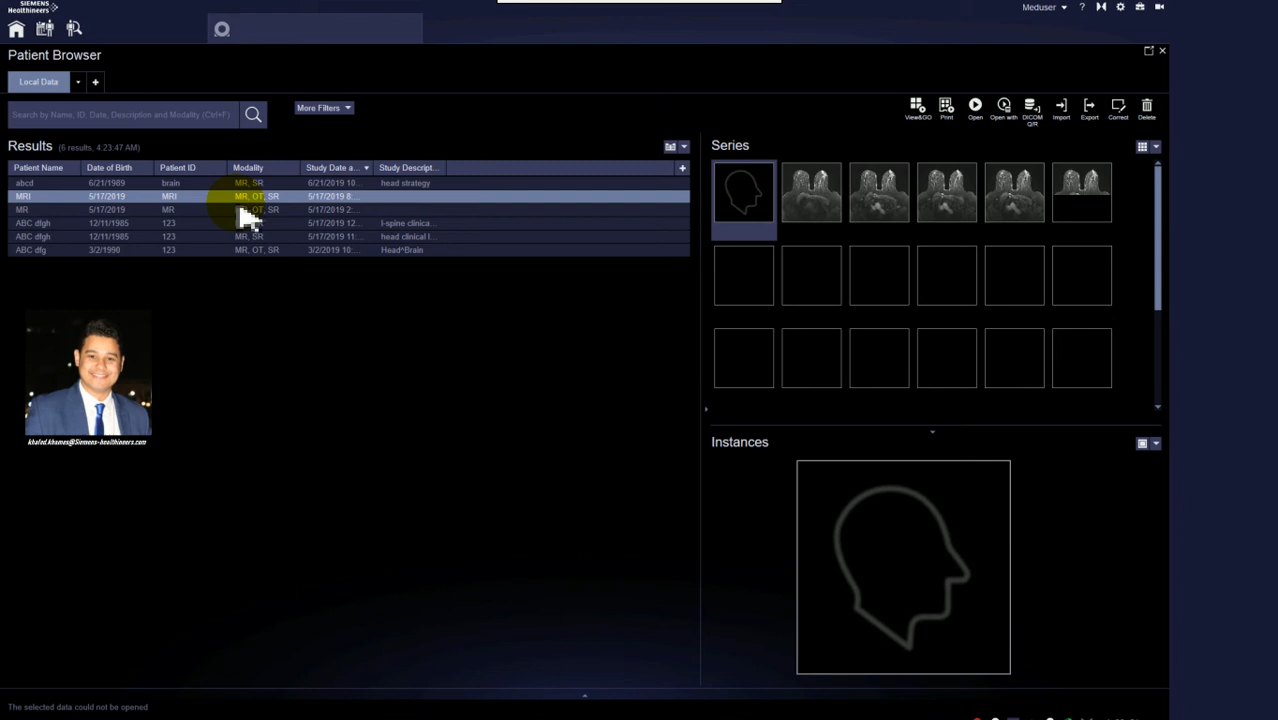 SIEMENS
Healthineers
Meduser
?
Patient Browser
Local Data
+
Search by Name, ID, Date, Description and Modality (Ctrl+F)
More Filters
View&GO
Print
Open
Open with
DICOM Q/R
Import
Export
Correct
Delete
Results (6 results, 4:23:47 AM)
Patient Name Date of Birth Patient ID Modality Study Date a... Study Descript... +
abcd 6/21/1989 brain MR, SR 6/21/2019 10... head strategy
MRI 5/17/2019 MRI MR, OT, SR 5/17/2019 8:...
MR 5/17/2019 MR MR, OT, SR 5/17/2019 2:...
ABC dfgh 12/11/1985 123 5/17/2019 12... l-spine clinica...
ABC dfgh 12/11/1985 123 MR, SR 5/17/2019 11:... head clinical l...
ABC dfg 3/2/1990 123 MR, OT, SR 3/2/2019 10:... Head^Brain
khaled.khames@Siemens-healthineers.com
Series
Instances
The selected data could not be opened